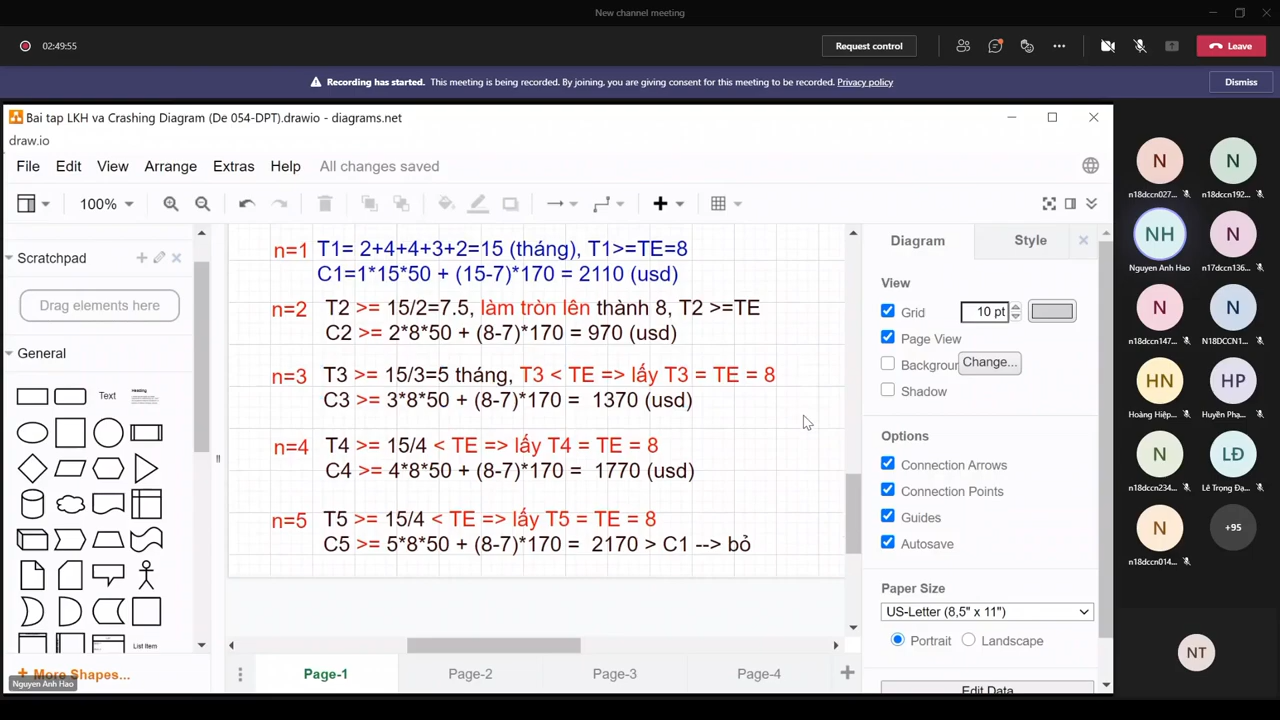 New channel meeting
02:49:55
Request control
Leave
Recording has started. This meeting is being recorded. By joining, you are giving consent for this meeting to be recorded. Privacy policy
Dismiss
Bai tap LKH va Crashing Diagram (De 054-DPT).drawio - diagrams.net
draw.io
File Edit View Arrange Extras Help All changes saved
100%
Scratchpad
Drag elements here
General
Text
Heading
List Item
More Shapes...
Nguyen Anh Hao
n=1 T1= 2+4+4+3+2=15 (tháng), T1>=TE=8
C1=1*15*50 + (15-7)*170 = 2110 (usd)
n=2 T2 >= 15/2=7.5, làm tròn lên thành 8, T2 >=TE
C2 >= 2*8*50 + (8-7)*170 = 970 (usd)
n=3 T3 >= 15/3=5 tháng, T3 < TE => lấy T3 = TE = 8
C3 >= 3*8*50 + (8-7)*170 = 1370 (usd)
n=4 T4 >= 15/4 < TE => lấy T4 = TE = 8
C4 >= 4*8*50 + (8-7)*170 = 1770 (usd)
n=5 T5 >= 15/4 < TE => lấy T5 = TE = 8
C5 >= 5*8*50 + (8-7)*170 = 2170 > C1 --> bỏ
Page-1 Page-2 Page-3 Page-4
Diagram Style
View
Grid 10 pt
Page View
Backgroun Change...
Shadow
Options
Connection Arrows
Connection Points
Guides
Autosave
Paper Size
US-Letter (8,5" x 11")
Portrait Landscape
Edit Data
N N
n18dccn027... n18dccn192...
NH N
Nguyen Anh Hao n17dccn136...
N N
n18dccn147... N18DCCN1...
HN HP
Hoàng Hiệp... Huyền Phạ...
N LĐ
n18dccn234... Lê Trọng Đạ...
N +95
n18dccn014...
NT